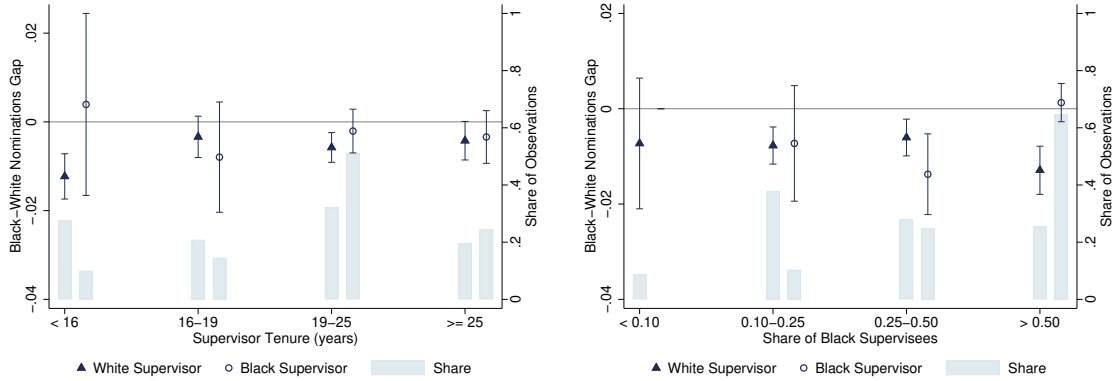 Black−White Nominations Gap
.02
0
−.02
−.04
1
.8
.6
.4
.2
0
Share of Observations
< 16
16−19
19−25
>= 25
Supervisor Tenure (years)
White Supervisor
Black Supervisor
Share
Black−White Nominations Gap
.02
0
−.02
−.04
1
.8
.6
.4
.2
0
Share of Observations
< 0.10
0.10−0.25
0.25−0.50
> 0.50
Share of Black Supervisees
White Supervisor
Black Supervisor
Share